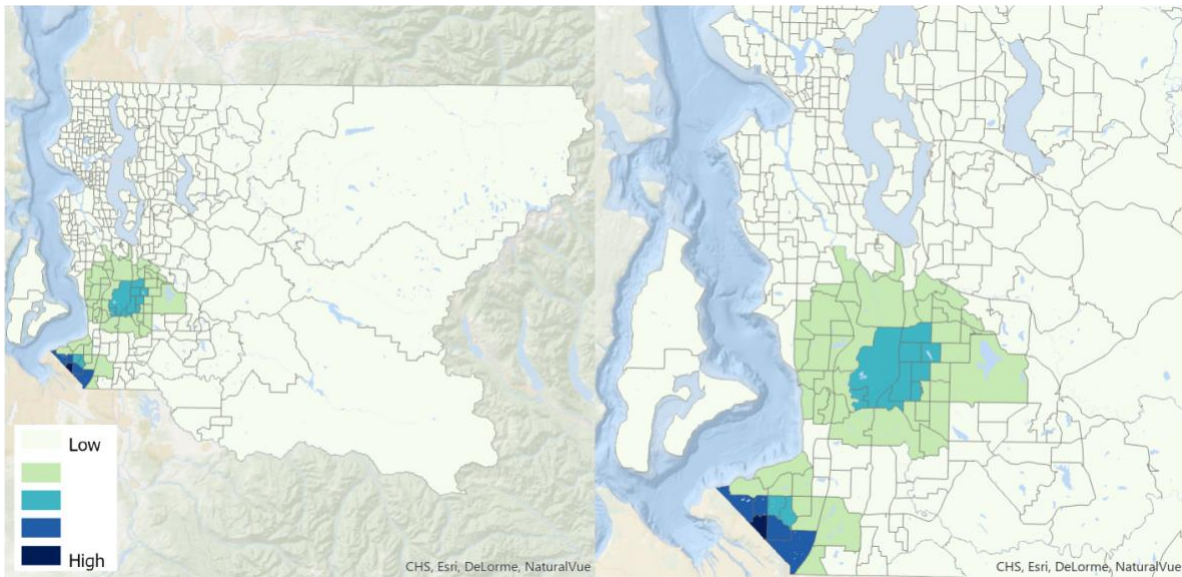 Low
High
CHS, Esri, DeLorme, NaturalVue
CHS, Esri, DeLorme, NaturalVue